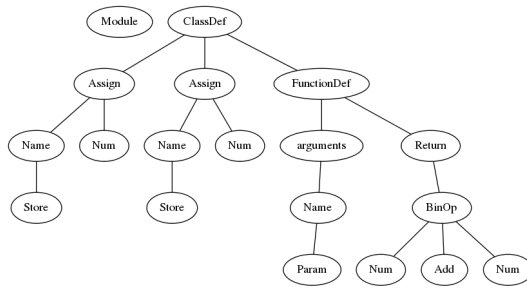 Module ClassDef
Assign Assign FunctionDef
Name Num Name Num arguments Return
Store Store Name BinOp
Param Num Add Num